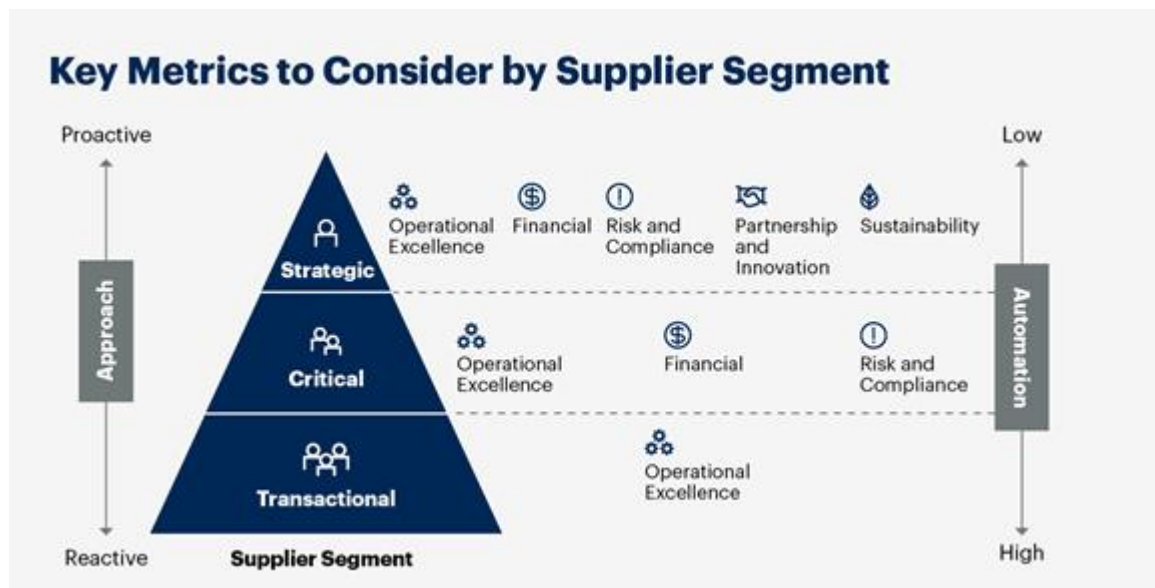 Key Metrics to Consider by Supplier Segment
Proactive
Low
Operational
Excellence
Financial
Risk and
Compliance
Partnership
and
Innovation
Sustainability
Strategic
Approach
Automation
Operational
Excellence
Financial
Risk and
Compliance
Critical
Operational
Excellence
Transactional
Reactive
Supplier Segment
High